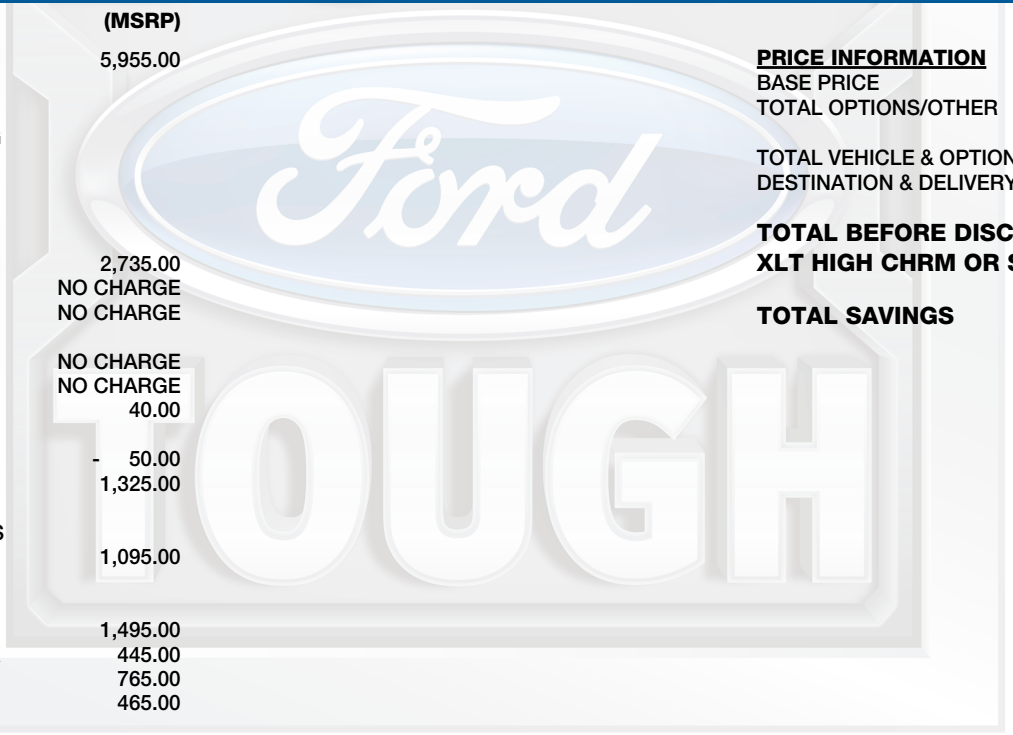 (MSRP)
5,955.00
2,735.00
NO CHARGE
NO CHARGE
NO CHARGE
NO CHARGE
40.00
- 50.00
1,325.00
S
1,095.00
1,495.00
445.00
765.00
465.00
PRICE INFORMATION
BASE PRICE
TOTAL OPTIONS/OTHER
TOTAL VEHICLE & OPTION
DESTINATION & DELIVERY
TOTAL BEFORE DISC
XLT HIGH CHRM OR S
TOTAL SAVINGS
Ford
TOUGH